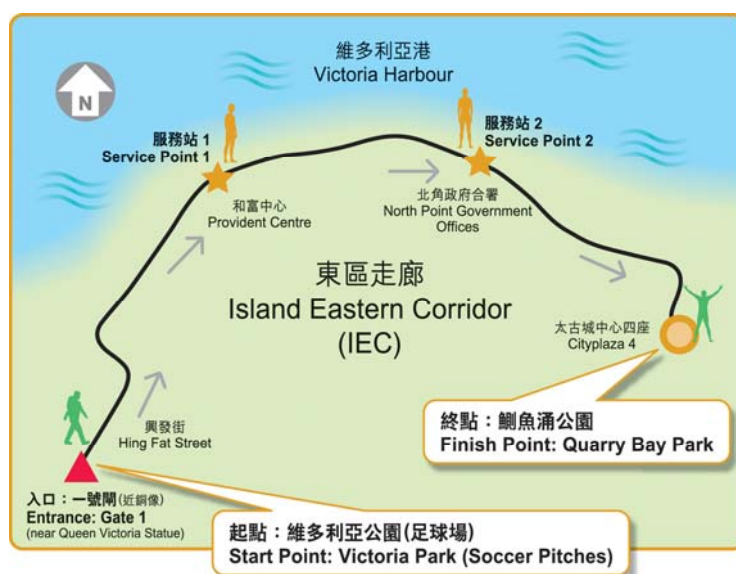 維多利亞港
Victoria Harbour
N
服務站 1
Service Point 1
服務站 2
Service Point 2
和富中心
Provident Centre
北角政府合署
North Point Government
Offices
東區走廊
Island Eastern Corridor
(IEC)
太古城中心四座
Cityplaza 4
興發街
Hing Fat Street
終點：鰂魚涌公園
Finish Point: Quarry Bay Park
入口：一號閘(近銅像)
Entrance: Gate 1
(near Queen Victoria Statue)
起點：維多利亞公園(足球場)
Start Point: Victoria Park (Soccer Pitches)